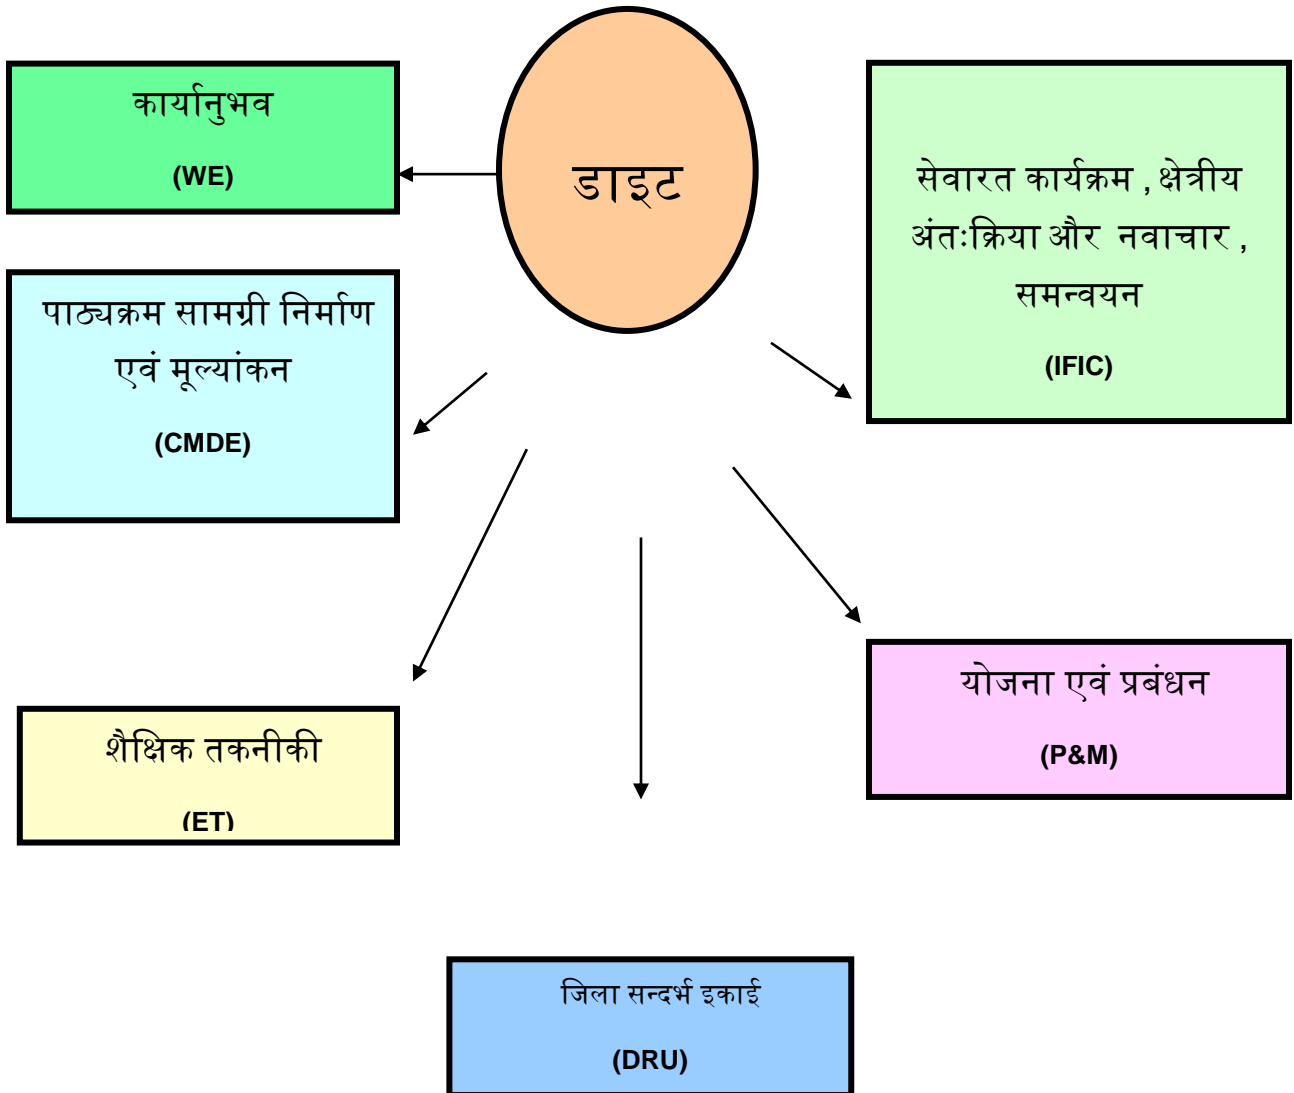 डाइट
कार्यानुभव
(WE)
सेवारत कार्यक्रम , क्षेत्रीय
अंतःक्रिया और नवाचार ,
समन्वयन
(IFIC)
पाठ्यक्रम सामग्री निर्माण
एवं मूल्यांकन
(CMDE)
योजना एवं प्रबंधन
(P&M)
शैक्षिक तकनीकी
(ET)
जिला सन्दर्भ इकाई
(DRU)